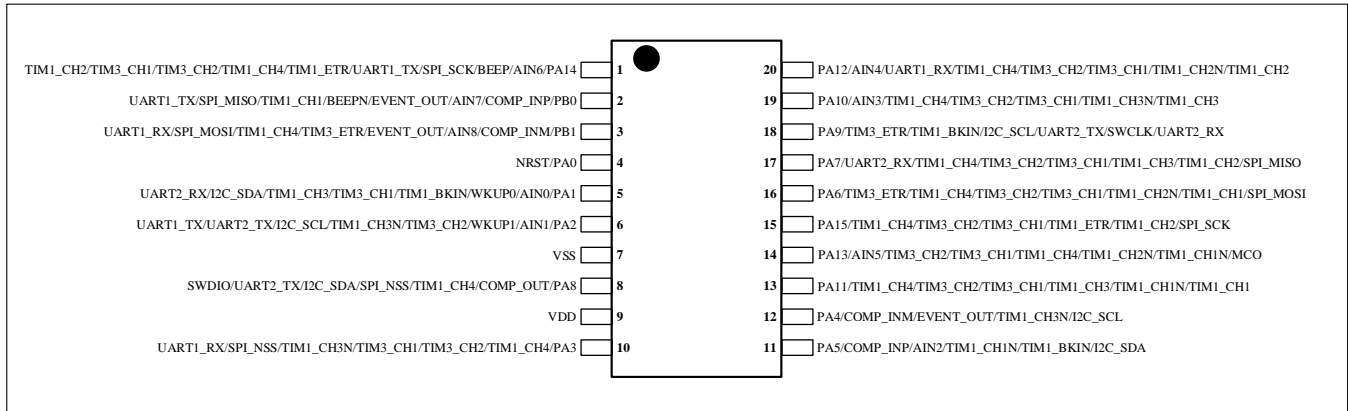 TIM1_CH2/TIM3_CH1/TIM3_CH2/TIM1_CH4/TIM1_ETR/UART1_TX/SPI_SCK/BEEP/AIN6/PA14 1 20 PA12/AIN4/UART1_RX/TIM1_CH4/TIM3_CH2/TIM3_CH1/TIM1_CH2N/TIM1_CH2
UART1_TX/SPI_MISO/TIM1_CH1/BEEPN/EVENT_OUT/AIN7/COMP_INP/PB0 2 19 PA10/AIN3/TIM1_CH4/TIM3_CH2/TIM3_CH1/TIM1_CH3N/TIM1_CH3
UART1_RX/SPI_MOSI/TIM1_CH4/TIM3_ETR/EVENT_OUT/AIN8/COMP_INM/PB1 3 18 PA9/TIM3_ETR/TIM1_BKIN/I2C_SCL/UART2_TX/SWCLK/UART2_RX
NRST/PA0 4 17 PA7/UART2_RX/TIM1_CH4/TIM3_CH2/TIM3_CH1/TIM1_CH3/TIM1_CH2/SPI_MISO
UART2_RX/I2C_SDA/TIM1_CH3/TIM3_CH1/TIM1_BKIN/WKUP0/AIN0/PA1 5 16 PA6/TIM3_ETR/TIM1_CH4/TIM3_CH2/TIM3_CH1/TIM1_CH2N/TIM1_CH1/SPI_MOSI
UART1_TX/UART2_TX/I2C_SCL/TIM1_CH3N/TIM3_CH2/WKUP1/AIN1/PA2 6 15 PA15/TIM1_CH4/TIM3_CH2/TIM3_CH1/TIM1_ETR/TIM1_CH2/SPI_SCK
VSS 7 14 PA13/AIN5/TIM3_CH2/TIM3_CH1/TIM1_CH4/TIM1_CH2N/TIM1_CH1N/MCO
SWDIO/UART2_TX/I2C_SDA/SPI_NSS/TIM1_CH4/COMP_OUT/PA8 8 13 PA11/TIM1_CH4/TIM3_CH2/TIM3_CH1/TIM1_CH3/TIM1_CH1N/TIM1_CH1
VDD 9 12 PA4/COMP_INM/EVENT_OUT/TIM1_CH3N/I2C_SCL
UART1_RX/SPI_NSS/TIM1_CH3N/TIM3_CH1/TIM3_CH2/TIM1_CH4/PA3 10 11 PA5/COMP_INP/AIN2/TIM1_CH1N/TIM1_BKIN/I2C_SDA